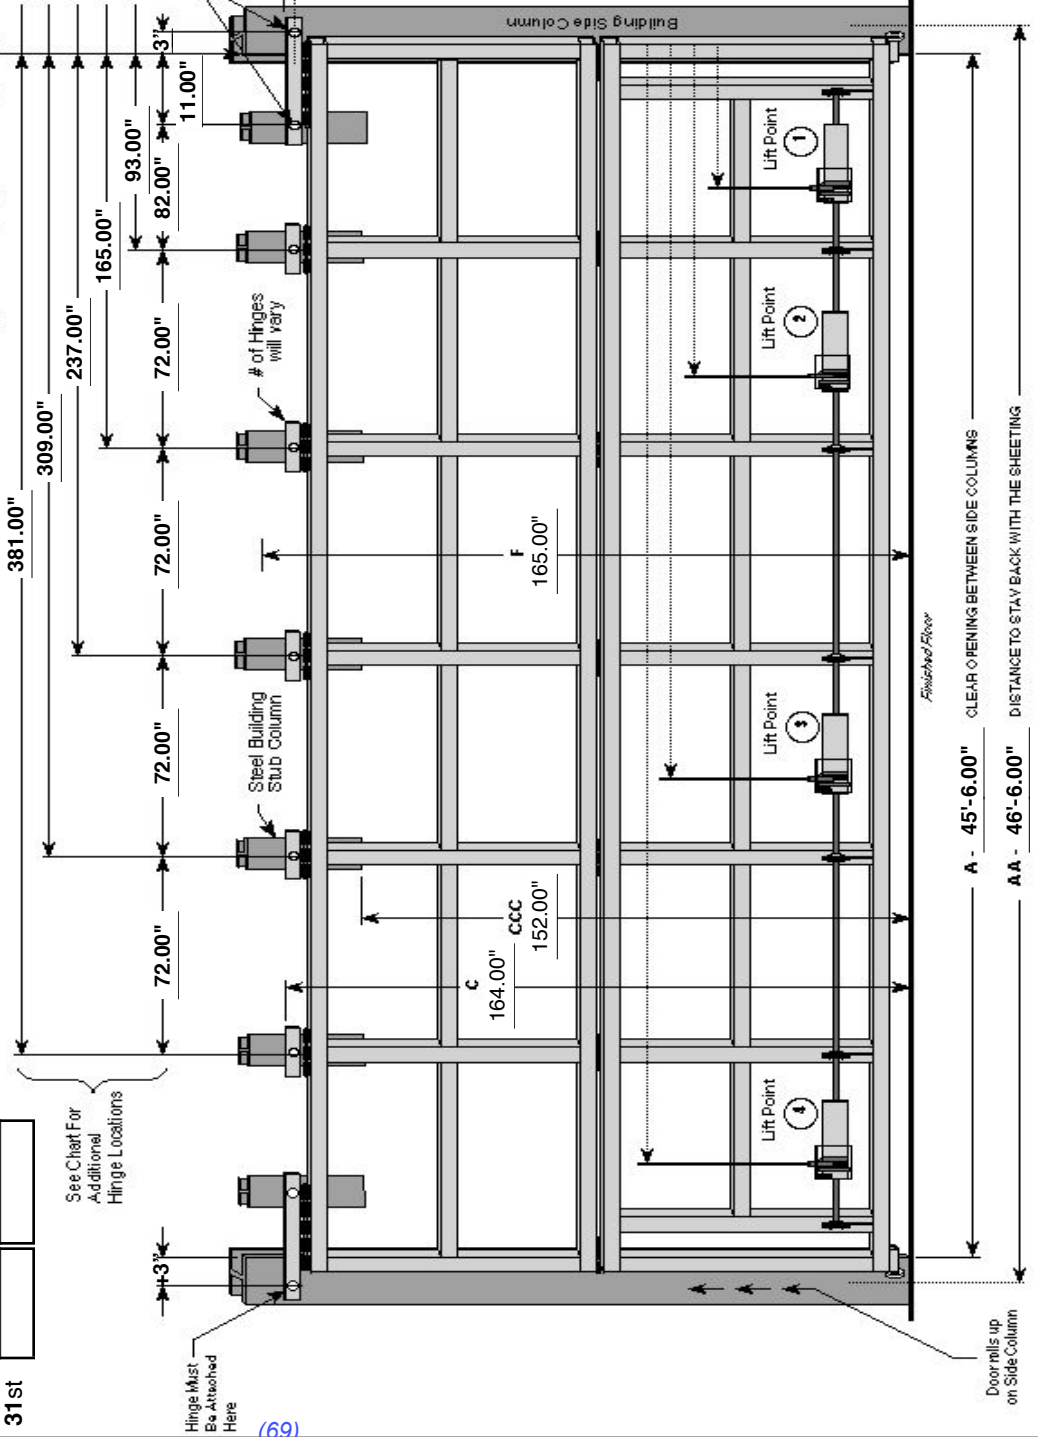 31st
See Chart For
Additional
Hinge Locations
381.00"
309.00"
237.00"
165.00"
93.00"
11.00"
+3"
72.00"
72.00"
72.00"
72.00"
82.00"
3"
Hinge Must
Be Attached
Here
(69)
Steel Building
Stub Column
# of Hinges
will vary
C
164.00"
CCC
152.00"
F
165.00"
Building Side Column
Lift Point
4
Lift Point
3
Lift Point
2
Lift Point
1
Finished Floor
Door rolls up
on Side Column
A - 45'-6.00" CLEAR OPENING BETWEEN SIDE COLUMNS
AA - 46'-6.00" DISTANCE TO STAY BACK WITH THE SHEETING